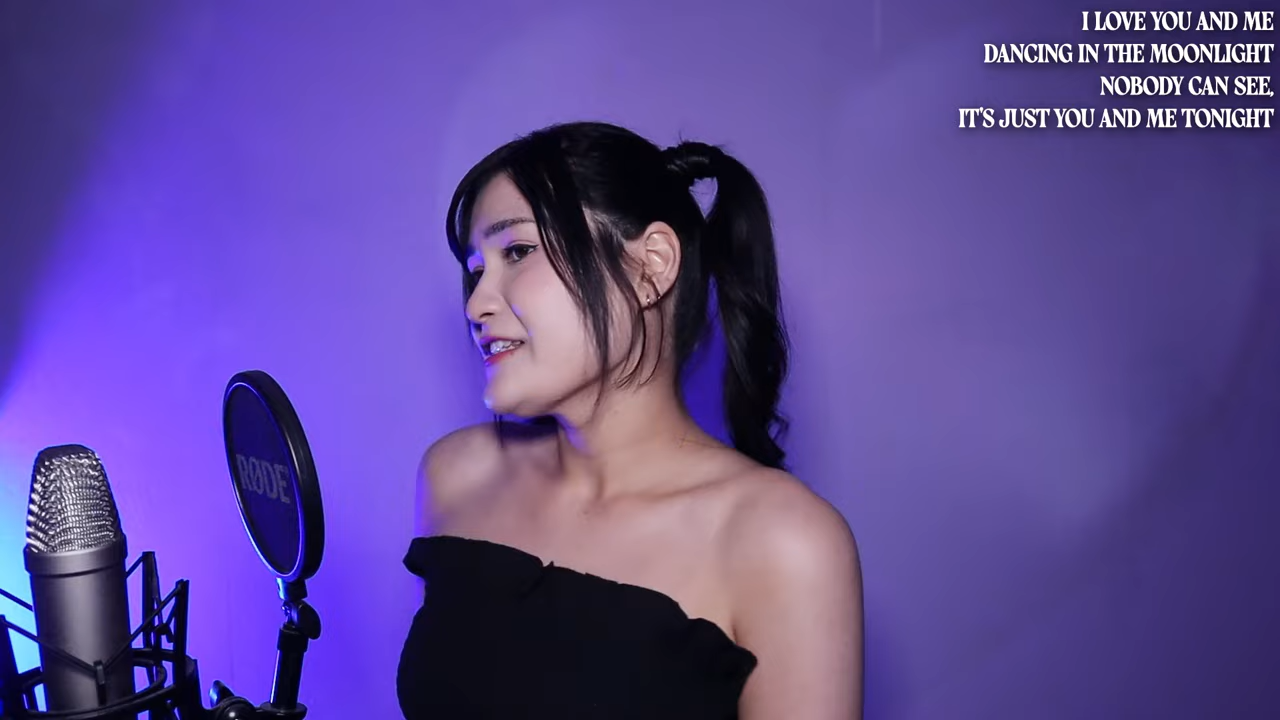 I LOVE YOU AND ME
DANCING IN THE MOONLIGHT
NOBODY CAN SEE,
IT'S JUST YOU AND ME TONIGHT
RØDE